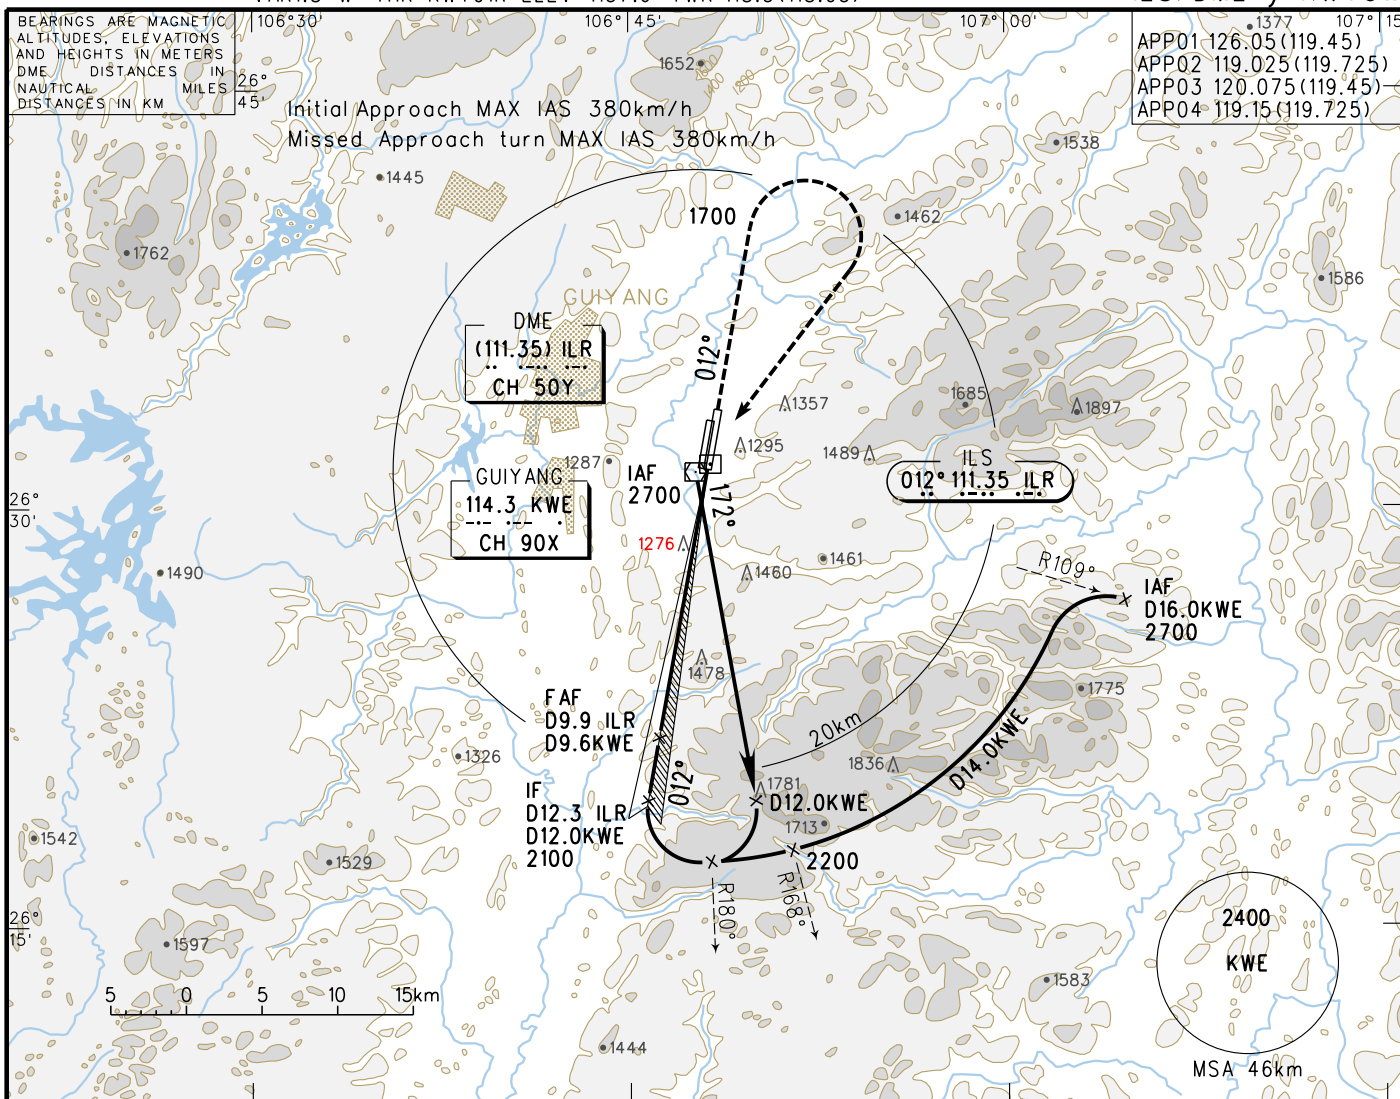 106°30'
106°45'
107°00'
107°15
BEARINGS ARE MAGNETIC
ALTITUDES, ELEVATIONS
AND HEIGHTS IN METERS
DME DISTANCES IN
NAUTICAL MILES
DISTANCES IN KM
26°
45'
Initial Approach MAX IAS 380km/h
Missed Approach turn MAX IAS 380km/h
1652
1377
APP01 126.05(119.45)
APP02 119.025(119.725)
APP03 120.075(119.45)
APP04 119.15(119.725)
1538
1445
1700
1462
1762
1586
GUIYANG
DME
(111.35) ILR
CH 50Y
012°
1685
1897
1357
1295
1489
1287
GUIYANG
114.3 KWE
CH 90X
IAF
2700
172°
ILS
012° 111.35 ILR
26°
30'
1276
1461
1460
1490
R109°
IAF
D16.0KWE
2700
1478
1775
FAF
D9.9 ILR
D9.6KWE
20km
D14.0KWE
1326
1836
012°
1781
IF
D12.3 ILR
D12.0KWE
2100
D12.0KWE
1713
2200
1542
1529
R180°
R168°
26°
15'
1597
2400
KWE
1583
5 0 5 10 15km
1444
MSA 46km